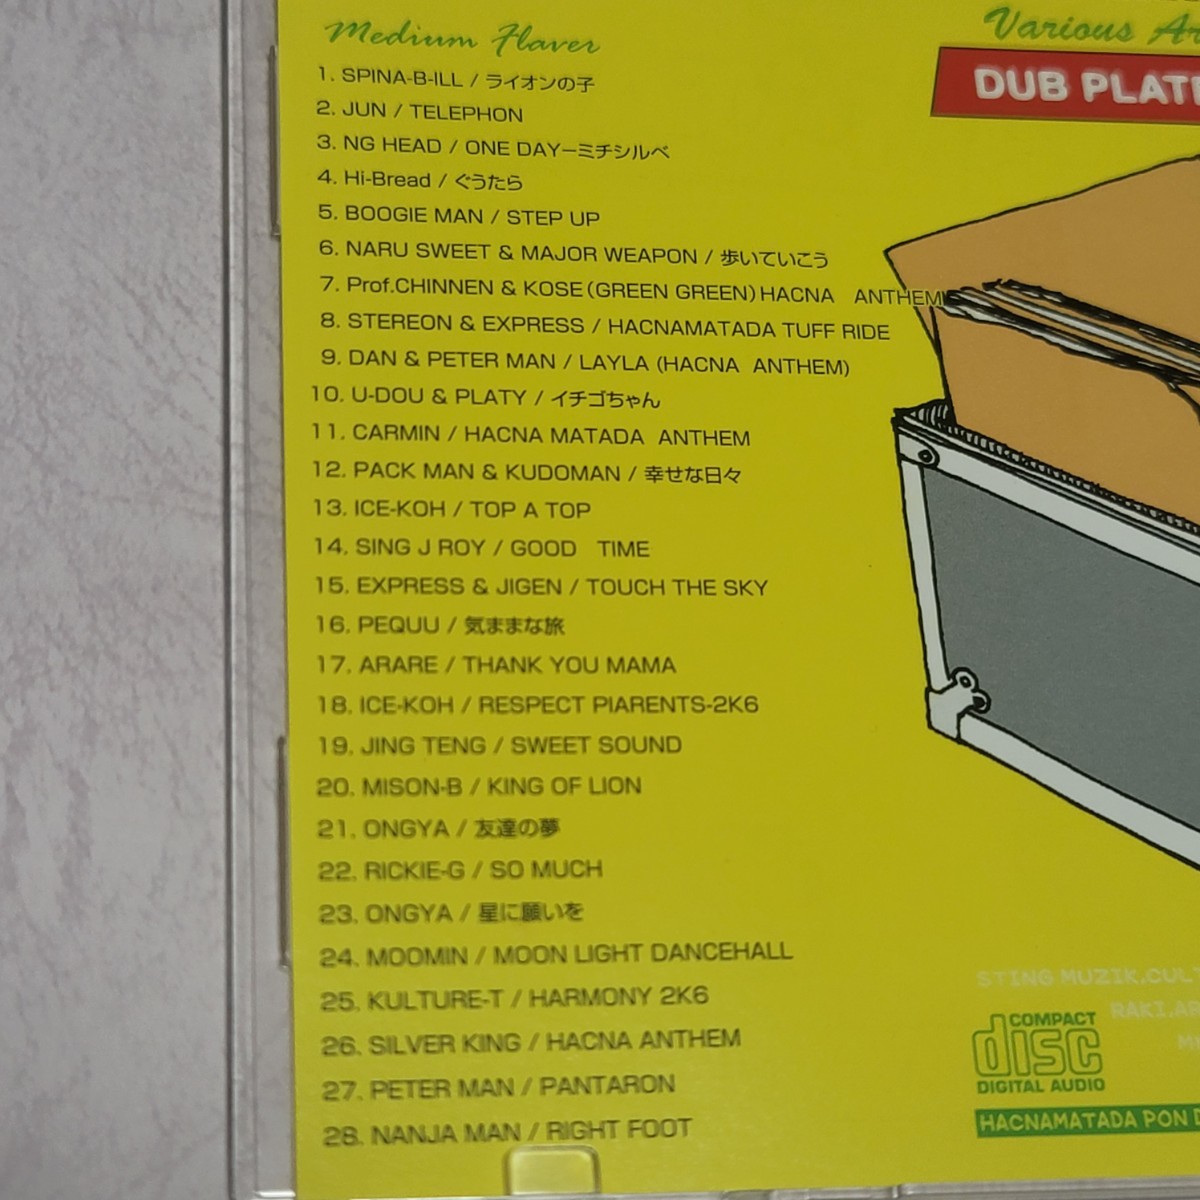 Medium Flaver
1. SPINA-B-ILL / ライオンの子
2. JUN / TELEPHON
3. NG HEAD / ONE DAY−ミチシルベ
4. Hi-Bread / ぐうたら
5. BOOGIE MAN / STEP UP
6. NARU SWEET & MAJOR WEAPON / 歩いていこう
7. Prof.CHINNEN & KOSE(GREEN GREEN)HACNA ANTHEM
8. STEREON & EXPRESS / HACNAMATADA TUFF RIDE
9. DAN & PETER MAN / LAYLA (HACNA ANTHEM)
10. U-DOU & PLATY / イチゴちゃん
11. CARMIN / HACNA MATADA ANTHEM
12. PACK MAN & KUDOMAN / 幸せな日々
13. ICE-KOH / TOP A TOP
14. SING J ROY / GOOD TIME
15. EXPRESS & JIGEN / TOUCH THE SKY
16. PEQUU / 気ままな旅
17. ARARE / THANK YOU MAMA
18. ICE-KOH / RESPECT PIARENTS-2K6
19. JING TENG / SWEET SOUND
20. MISON-B / KING OF LION
21. ONGYA / 友達の夢
22. RICKIE-G / SO MUCH
23. ONGYA / 星に願いを
24. MOOMIN / MOON LIGHT DANCEHALL
25. KULTURE-T / HARMONY 2K6
26. SILVER KING / HACNA ANTHEM
27. PETER MAN / PANTARON
28. NANJA MAN / RIGHT FOOT
Various
DUB
STING MUZIK.
COMPACT
disc
DIGITAL AUDIO
HACNAMATADA PON